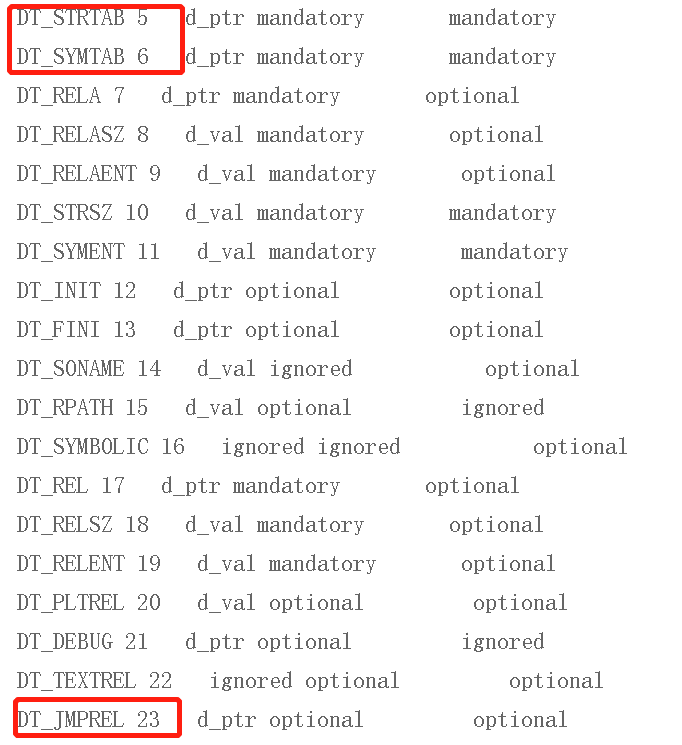 DT_STRTAB 5 d_ptr mandatory mandatory
DT_SYMTAB 6 d_ptr mandatory mandatory
DT_RELA 7 d_ptr mandatory optional
DT_RELASZ 8 d_val mandatory optional
DT_RELAENT 9 d_val mandatory optional
DT_STRSZ 10 d_val mandatory mandatory
DT_SYMENT 11 d_val mandatory mandatory
DT_INIT 12 d_ptr optional optional
DT_FINI 13 d_ptr optional optional
DT_SONAME 14 d_val ignored optional
DT_RPATH 15 d_val optional ignored
DT_SYMBOLIC 16 ignored ignored optional
DT_REL 17 d_ptr mandatory optional
DT_RELSZ 18 d_val mandatory optional
DT_RELENT 19 d_val mandatory optional
DT_PLTREL 20 d_val optional optional
DT_DEBUG 21 d_ptr optional ignored
DT_TEXTREL 22 ignored optional optional
DT_JMPREL 23 d_ptr optional optional